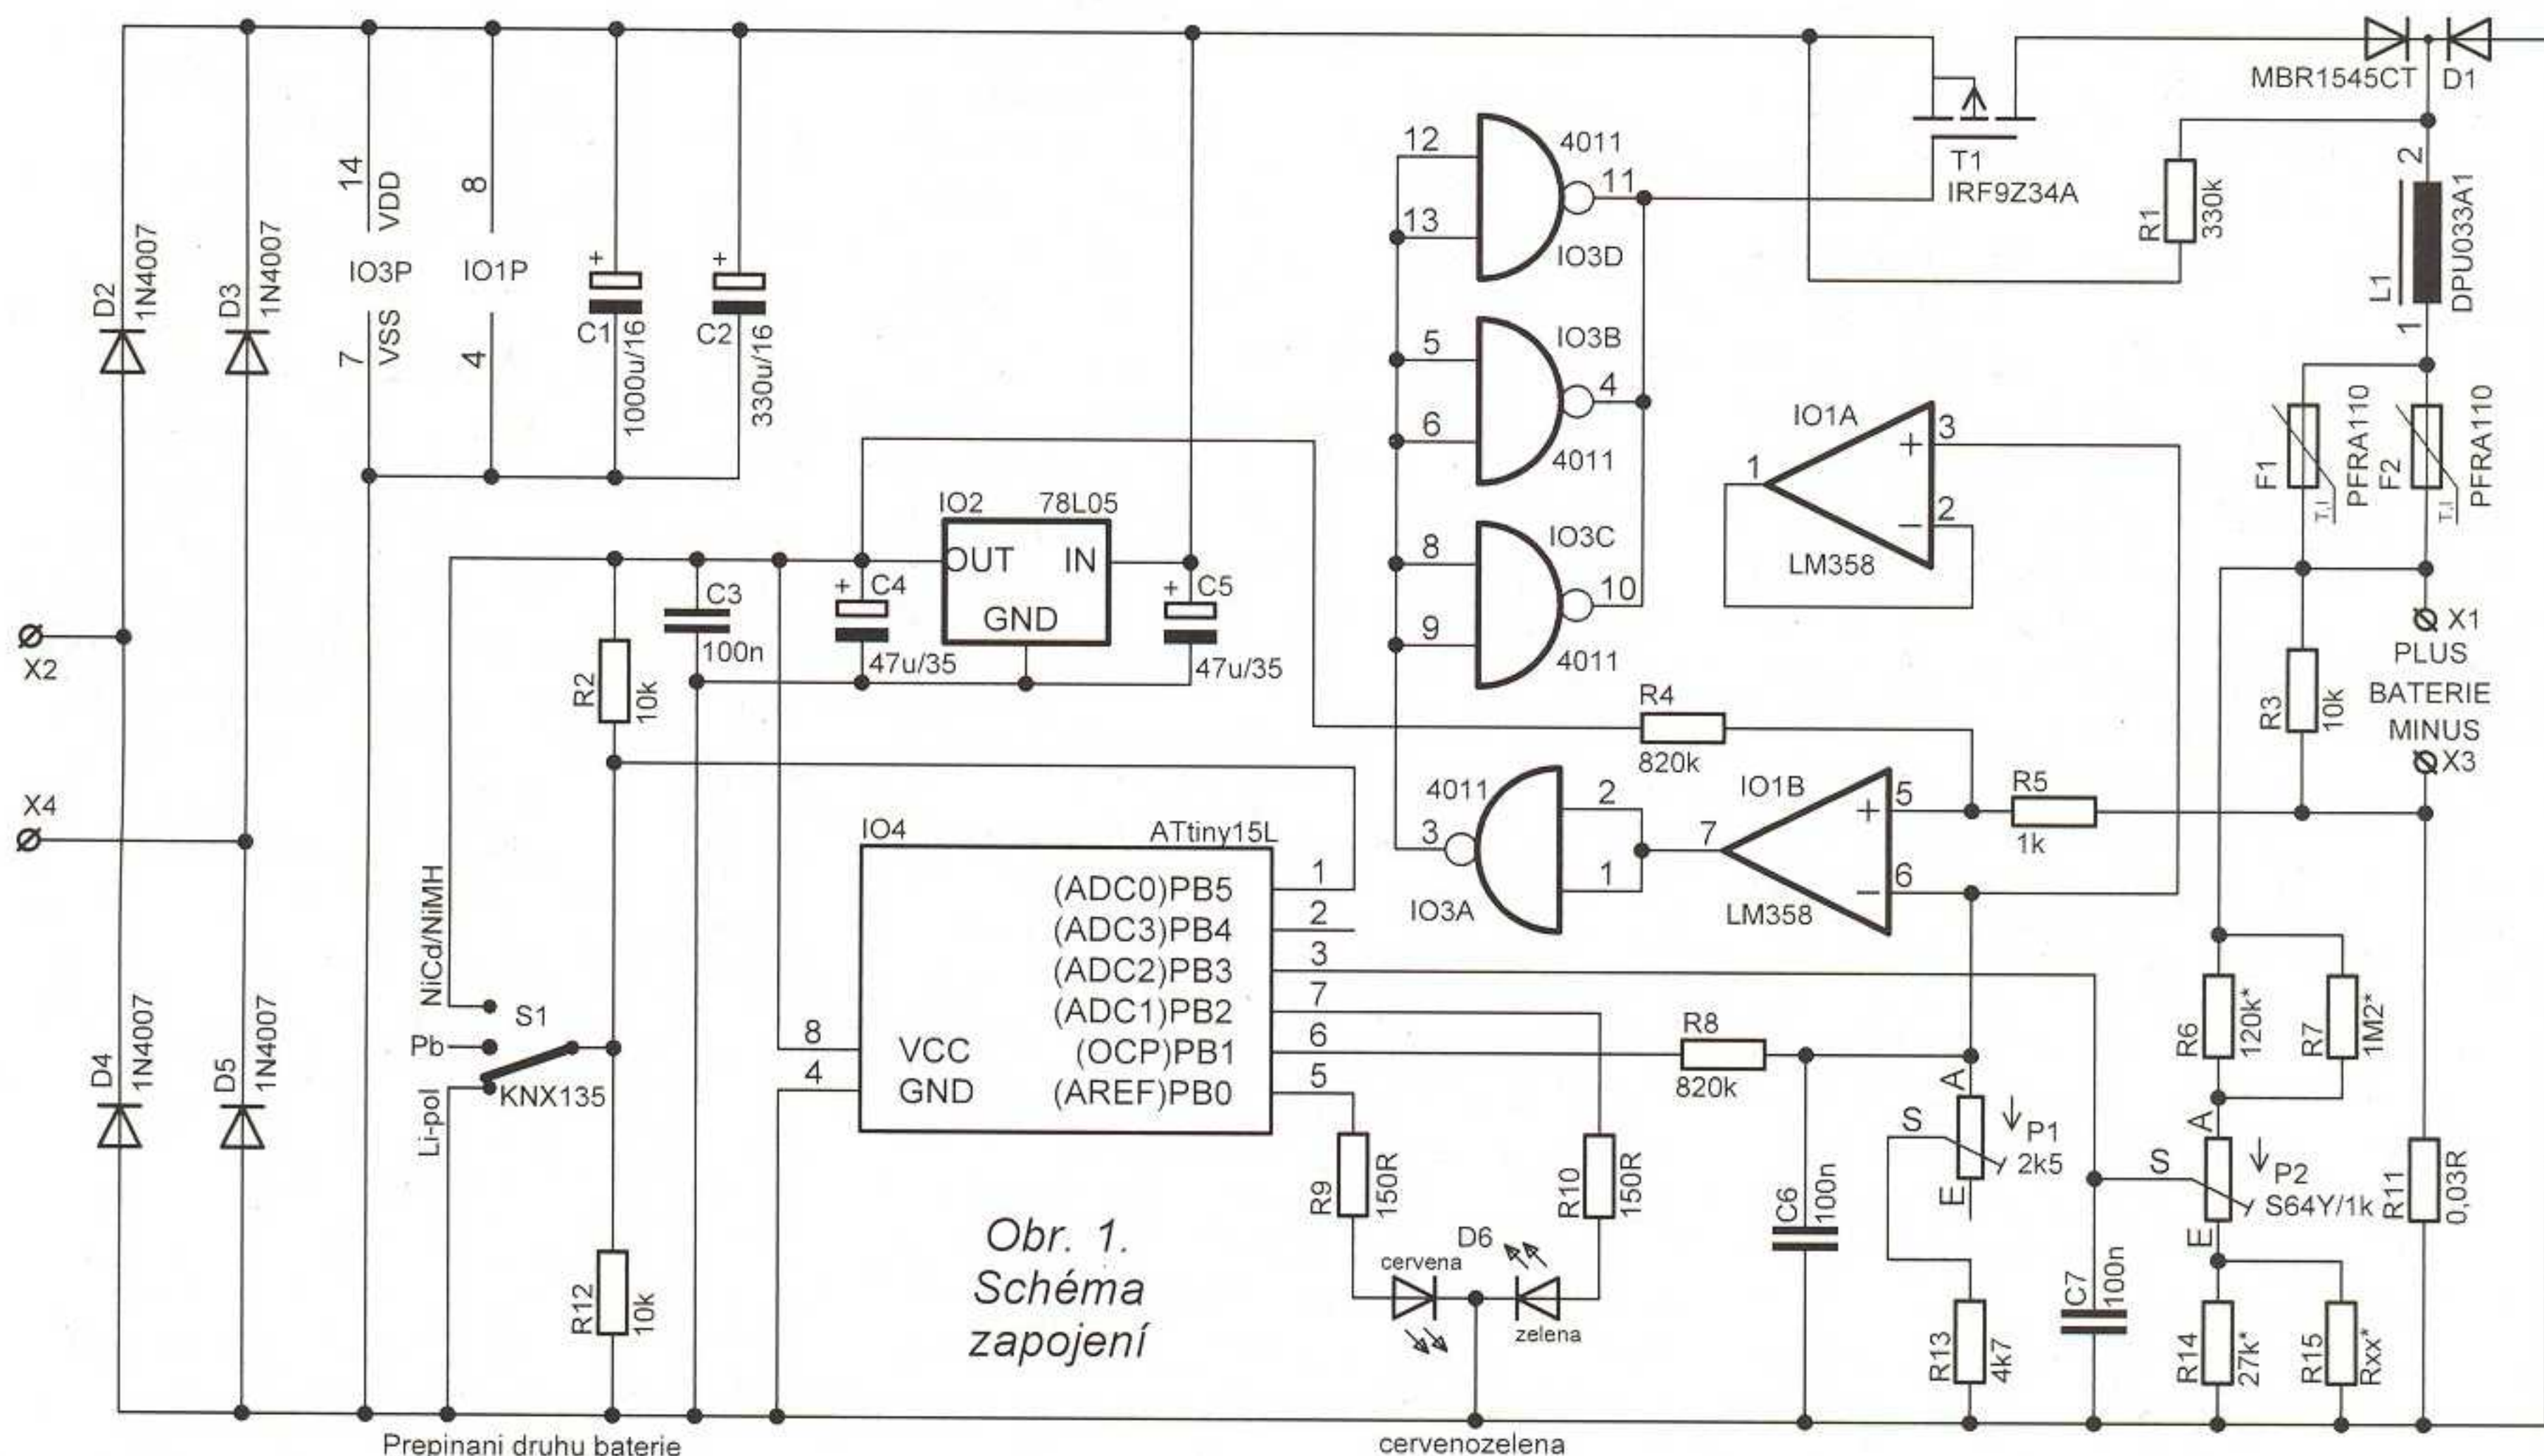 MBR1545CT
D1
T1
IRF9Z34A
R1
330k
2
L1
DPU033A1
1
D2
1N4007
D3
1N4007
14
VDD
IO3P
7
VSS
8
IO1P
4
+
C1
1000u/16
+
C2
330u/16
12
13
4011
11
IO3D
5
6
IO3B
4
4011
8
9
IO3C
10
4011
IO1A
+
3
1
−
2
LM358
F1
T,I
PFRA110
F2
T,I
PFRA110
IO2
78L05
OUT
IN
GND
C3
100n
+
C4
47u/35
+
C5
47u/35
R2
10k
X2
X4
X1
PLUS
BATERIE
MINUS
X3
R3
10k
R4
820k
4011
2
3
1
IO3A
IO1B
7
+
5
−
6
LM358
R5
1k
IO4
ATtiny15L
(ADC0)PB5
1
(ADC3)PB4
2
(ADC2)PB3
3
(ADC1)PB2
7
8
VCC
(OCP)PB1
6
4
GND
(AREF)PB0
5
NiCd/NiMH
S1
Pb
KNX135
Li-pol
D4
1N4007
D5
1N4007
R8
820k
R6
120k*
R7
1M2*
A
S
P1
2k5
E
A
S
P2
S64Y/1k
E
R11
0,03R
R9
150R
R10
150R
C6
100n
cervena
D6
zelena
R12
10k
R13
4k7
C7
100n
R14
27k*
R15
Rxx*
Obr. 1.
Schéma
zapojení
Prepinani druhu baterie
cervenozelena